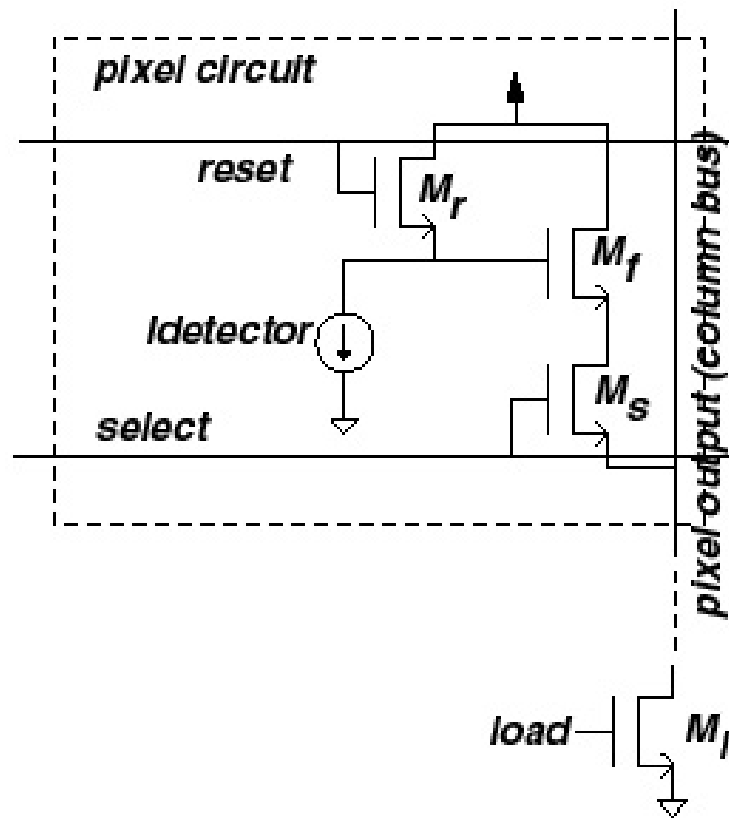 pixel circuit
reset
Mr
Mf
Idetector
Ms
select
pixel output (column bus)
load
Ml